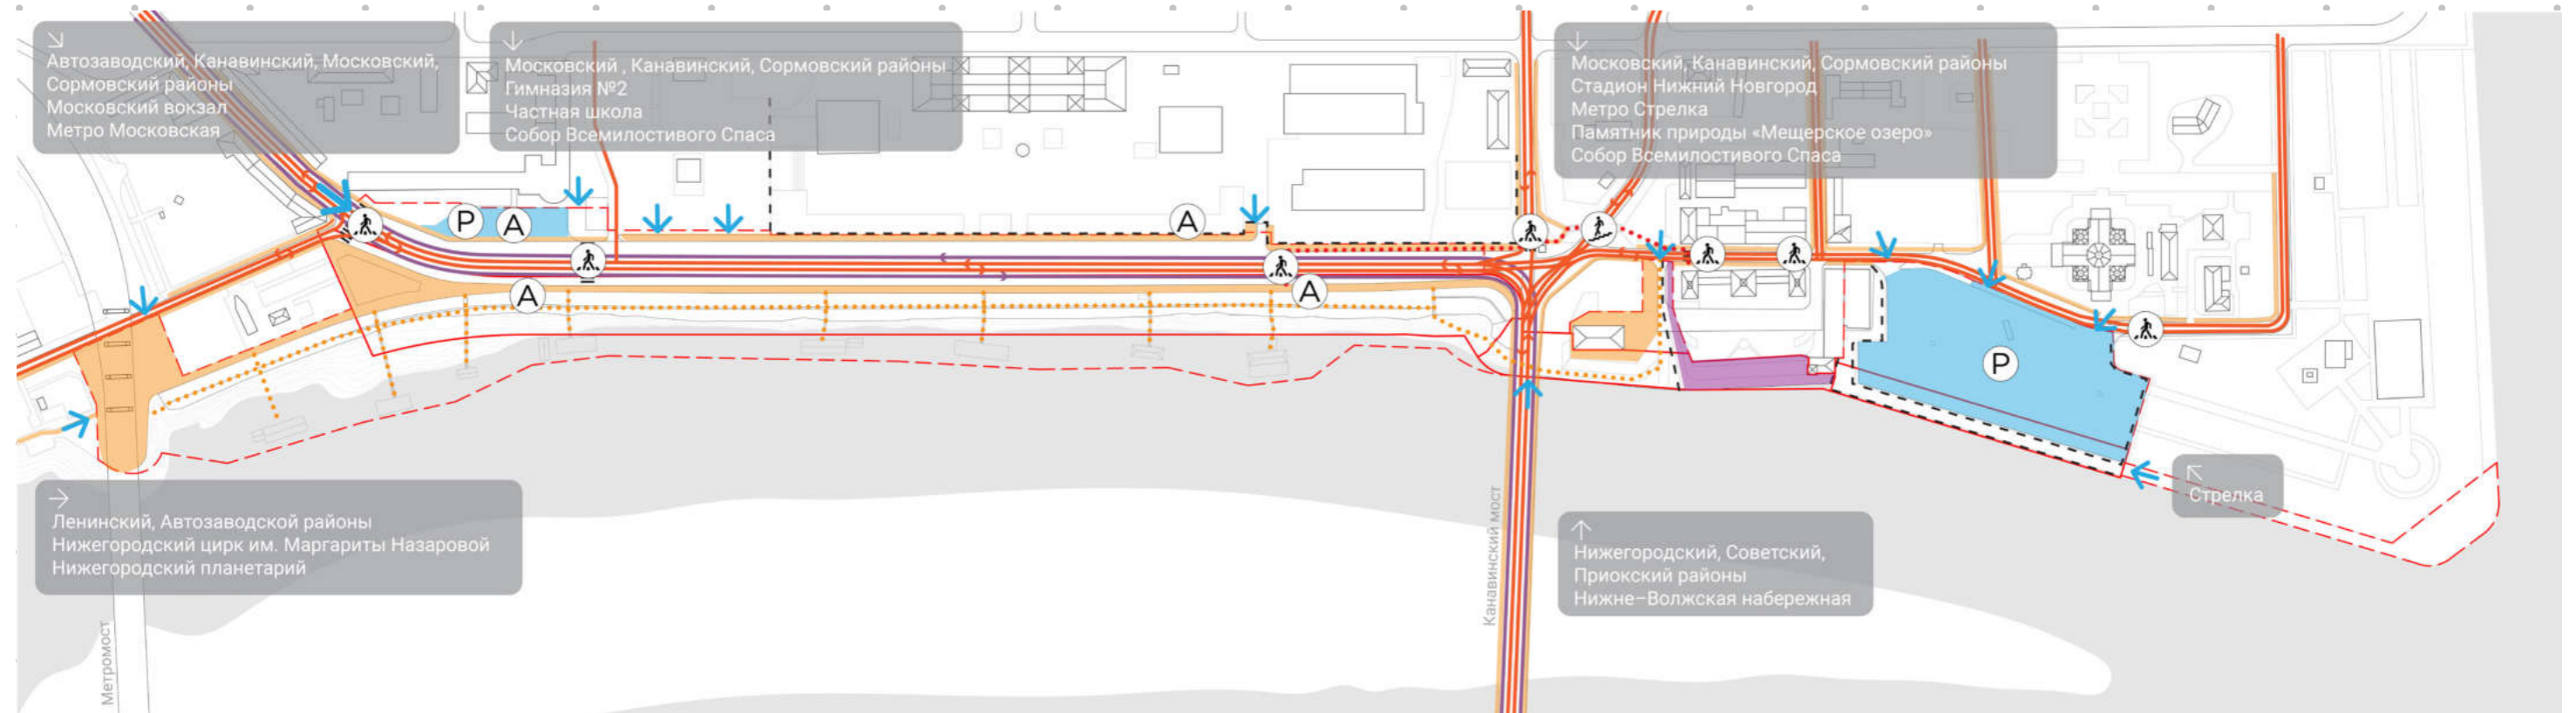 Автозаводский, Канавинский, Московский,
Сормовский районы
Московский вокзал
Метро Московская
Московский , Канавинский, Сормовский районы
Гимназия №2
Частная школа
Собор Всемилостивого Спаса
Московский, Канавинский, Сормовский районы
Стадион Нижний Новгород
Метро Стрелка
Памятник природы «Мещерское озеро»
Собор Всемилостивого Спаса
P
A
A
A
A
P
Ленинский, Автозаводской районы
Нижегородский цирк им. Маргариты Назаровой
Нижегородский планетарий
Метромост
Канавинский мост
Нижегородский, Советский,
Приокский районы
Нижне–Волжская набережная
Стрелка